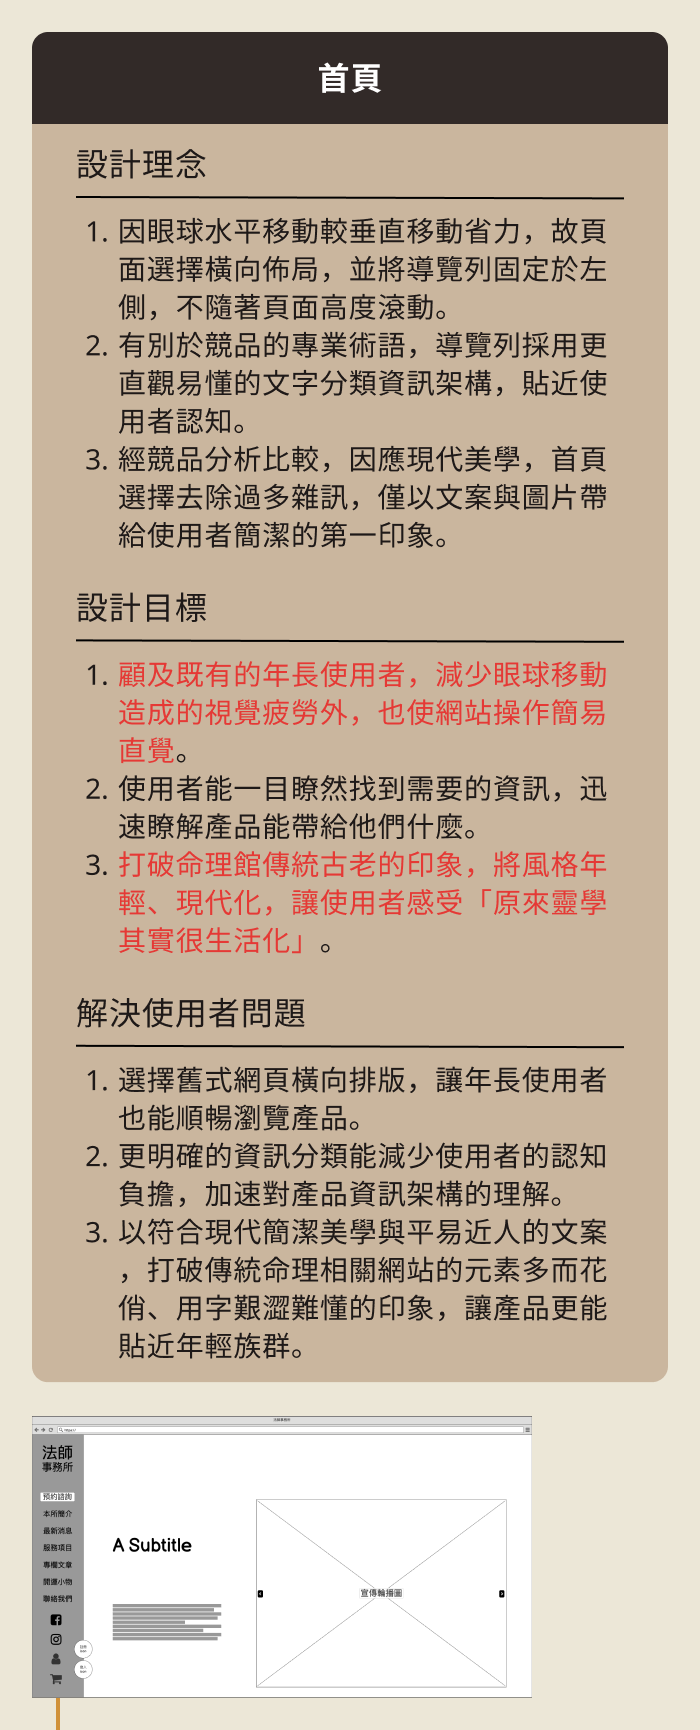 首頁
設計理念
1. 因眼球水平移動較垂直移動省力，故頁
面選擇橫向佈局，並將導覽列固定於左
側，不隨著頁面高度滾動。
2. 有別於競品的專業術語，導覽列採用更
直觀易懂的文字分類資訊架構，貼近使
用者認知。
3. 經競品分析比較，因應現代美學，首頁
選擇去除過多雜訊，僅以文案與圖片帶
給使用者簡潔的第一印象。
設計目標
1. 顧及既有的年長使用者，減少眼球移動
造成的視覺疲勞外，也使網站操作簡易
直覺。
2. 使用者能一目瞭然找到需要的資訊，迅
速瞭解產品能帶給他們什麼。
3. 打破命理館傳統古老的印象，將風格年
輕、現代化，讓使用者感受「原來靈學
其實很生活化」。
解決使用者問題
1. 選擇舊式網頁橫向排版，讓年長使用者
也能順暢瀏覽產品。
2. 更明確的資訊分類能減少使用者的認知
負擔，加速對產品資訊架構的理解。
3. 以符合現代簡潔美學與平易近人的文案
，打破傳統命理相關網站的元素多而花
俏、用字艱澀難懂的印象，讓產品更能
貼近年輕族群。
法師事務所
https://
法師
事務所
預約諮詢
本所簡介
最新消息
服務項目
專欄文章
開運小物
聯絡我們
A Subtitle
宣傳輪播圖